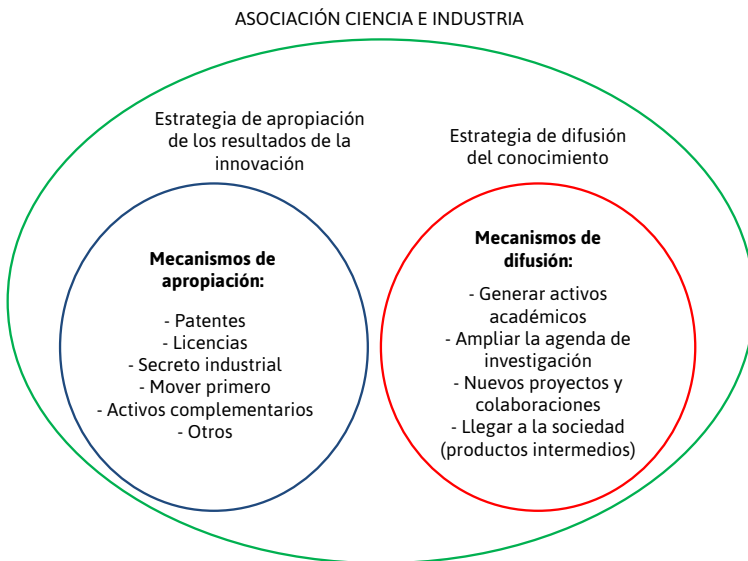 ASOCIACIÓN CIENCIA E INDUSTRIA
Estrategia de apropiación
de los resultados de la
innovación
Mecanismos de
apropiación:
- Patentes
- Licencias
- Secreto industrial
- Mover primero
- Activos complementarios
- Otros
Estrategia de difusión
del conocimiento
Mecanismos de
difusión:
- Generar activos
académicos
- Ampliar la agenda de
investigación
- Nuevos proyectos y
colaboraciones
- Llegar a la sociedad
(productos intermedios)